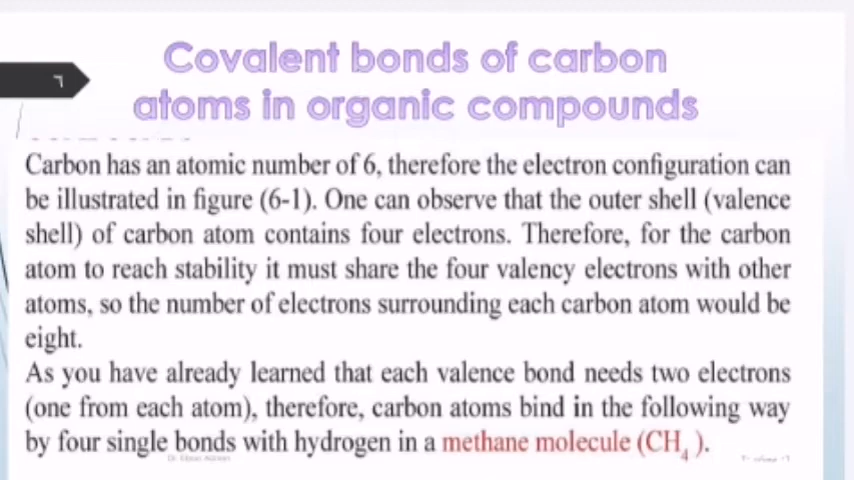 Covalent bonds of carbon
atoms in organic compounds
٦
Carbon has an atomic number of 6, therefore the electron configuration can
be illustrated in figure (6-1). One can observe that the outer shell (valence
shell) of carbon atom contains four electrons. Therefore, for the carbon
atom to reach stability it must share the four valency electrons with other
atoms, so the number of electrons surrounding each carbon atom would be
eight.
As you have already learned that each valence bond needs two electrons
(one from each atom), therefore, carbon atoms bind in the following way
by four single bonds with hydrogen in a methane molecule (CH₄ ).